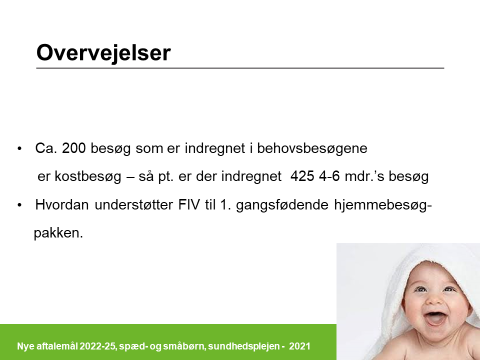 Overvejelser
• Ca. 200 besøg som er indregnet i behovsbesøgene
er kostbesøg – så pt. er der indregnet 425 4-6 mdr.'s besøg
• Hvordan understøtter FIV til 1. gangsfødende hjemmebesøg-
pakken.
Nye aftalemål 2022-25, spæd- og småbørn, sundhedsplejen - 2021